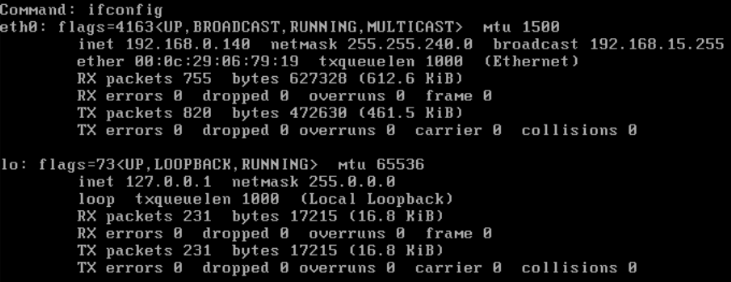 Command: ifconfig
eth0: flags=4163<UP,BROADCAST,RUNNING,MULTICAST>  mtu 1500
        inet 192.168.0.140  netmask 255.255.240.0  broadcast 192.168.15.255
        ether 00:0c:29:06:79:19  txqueuelen 1000  (Ethernet)
        RX packets 755  bytes 627328 (612.6 KiB)
        RX errors 0  dropped 0  overruns 0  frame 0
        TX packets 820  bytes 472630 (461.5 KiB)
        TX errors 0  dropped 0 overruns 0  carrier 0  collisions 0

lo: flags=73<UP,LOOPBACK,RUNNING>  mtu 65536
        inet 127.0.0.1  netmask 255.0.0.0
        loop  txqueuelen 1000  (Local Loopback)
        RX packets 231  bytes 17215 (16.8 KiB)
        RX errors 0  dropped 0  overruns 0  frame 0
        TX packets 231  bytes 17215 (16.8 KiB)
        TX errors 0  dropped 0 overruns 0  carrier 0  collisions 0